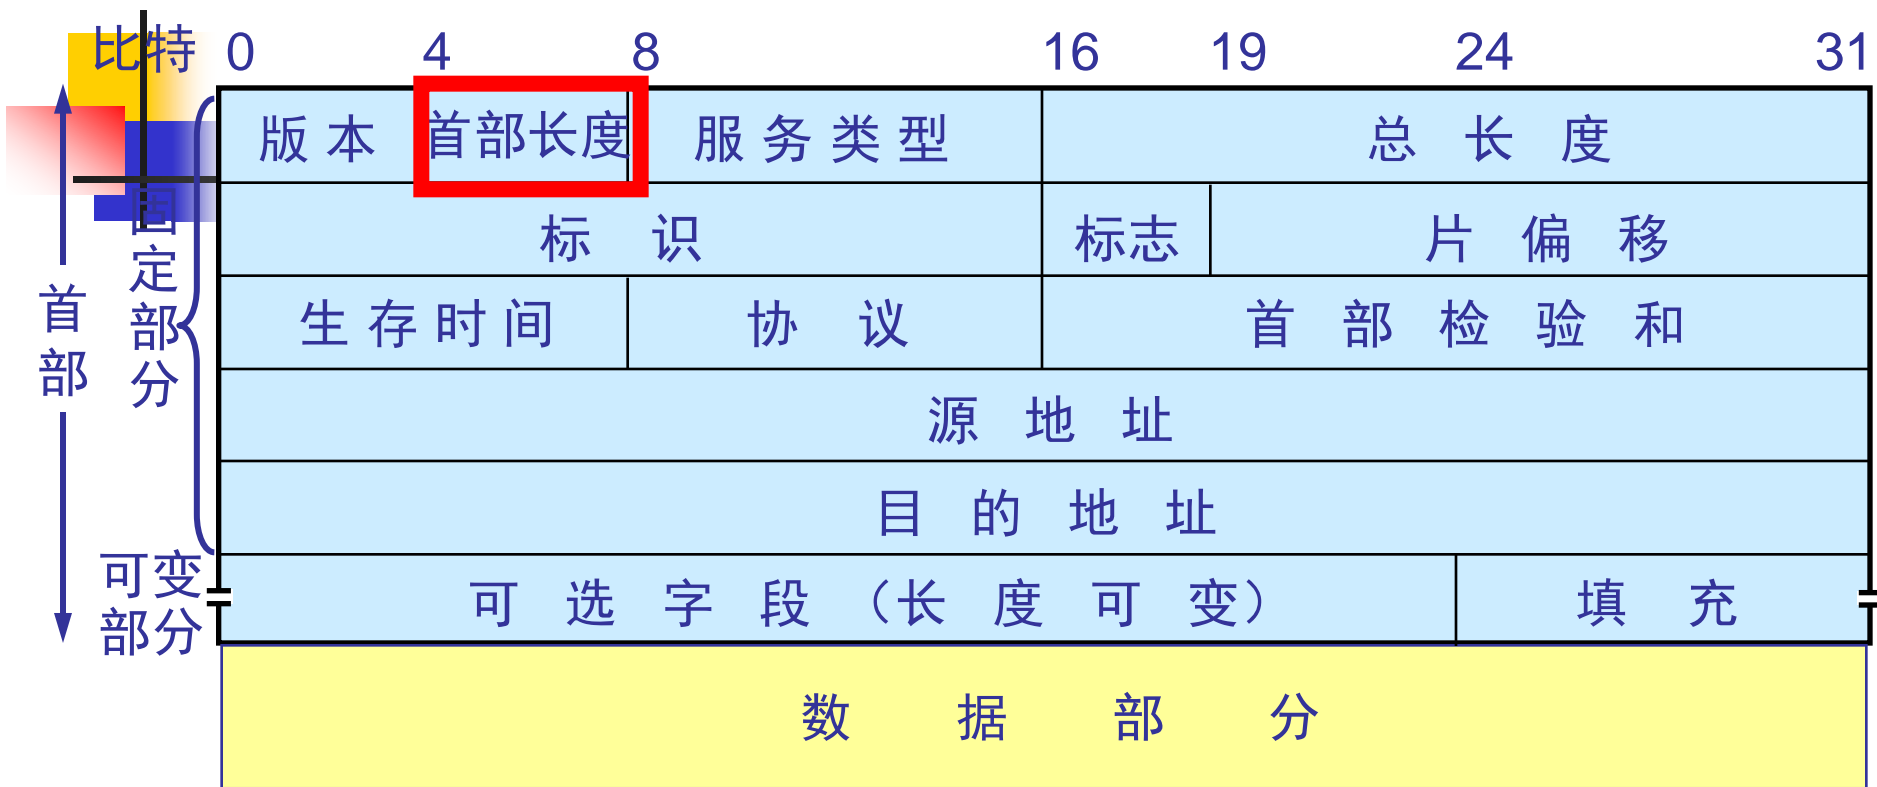 比特 0 4 8 16 19 24 31
版本 首部长度 服务类型 总长度
标识 标志 片偏移
生存时间 协议 首部检验和
源地址
目的地址
可选字段（长度可变） 填充
数据部分
首部
固定部分
可变
部分